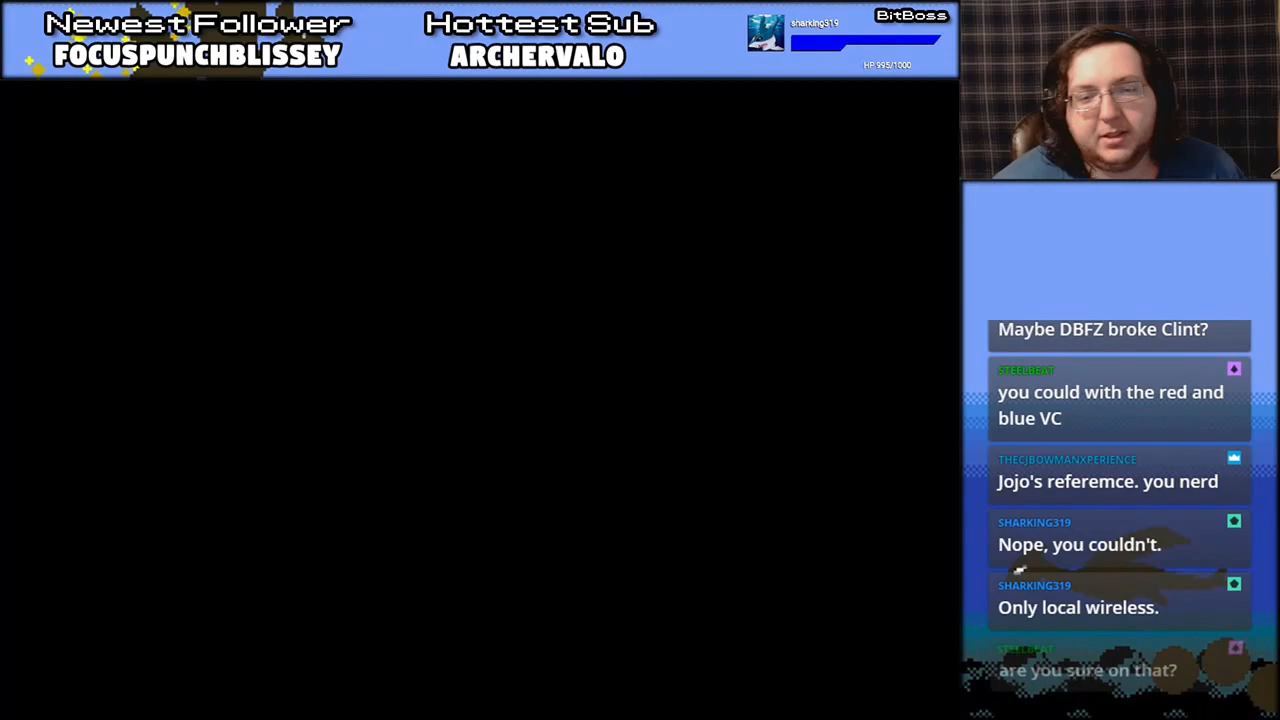 Newest Follower
FOCUSPUNCHBLISSEY
Hottest Sub
ARCHERVALO
sharking319
BitBoss
HP 995/1000
Maybe DBFZ broke Clint?
STEELBEAT
you could with the red and
blue VC
THECJBOWMANXPERIENCE
Jojo's referemce. you nerd
SHARKING319
Nope, you couldn't.
SHARKING319
Only local wireless.
STEELBEAT
are you sure on that?